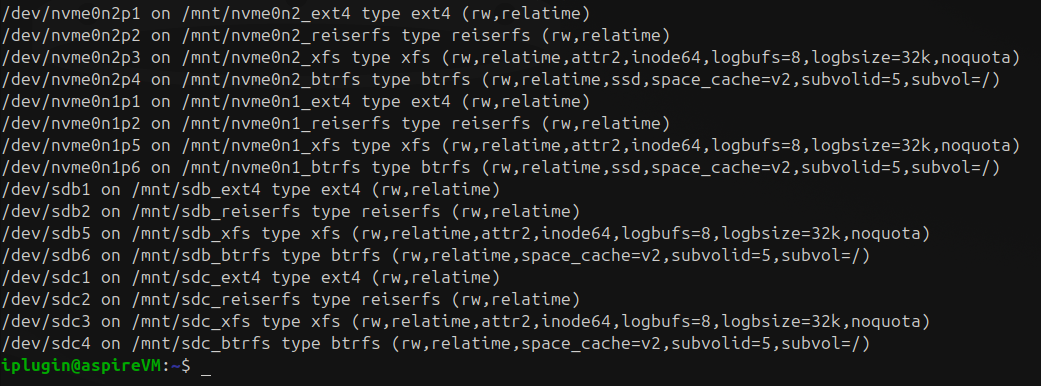 /dev/nvme0n2p1 on /mnt/nvme0n2_ext4 type ext4 (rw,relatime)
/dev/nvme0n2p2 on /mnt/nvme0n2_reiserfs type reiserfs (rw,relatime)
/dev/nvme0n2p3 on /mnt/nvme0n2_xfs type xfs (rw,relatime,attr2,inode64,logbufs=8,logbsize=32k,noquota)
/dev/nvme0n2p4 on /mnt/nvme0n2_btrfs type btrfs (rw,relatime,ssd,space_cache=v2,subvolid=5,subvol=/)
/dev/nvme0n1p1 on /mnt/nvme0n1_ext4 type ext4 (rw,relatime)
/dev/nvme0n1p2 on /mnt/nvme0n1_reiserfs type reiserfs (rw,relatime)
/dev/nvme0n1p5 on /mnt/nvme0n1_xfs type xfs (rw,relatime,attr2,inode64,logbufs=8,logbsize=32k,noquota)
/dev/nvme0n1p6 on /mnt/nvme0n1_btrfs type btrfs (rw,relatime,ssd,space_cache=v2,subvolid=5,subvol=/)
/dev/sdb1 on /mnt/sdb_ext4 type ext4 (rw,relatime)
/dev/sdb2 on /mnt/sdb_reiserfs type reiserfs (rw,relatime)
/dev/sdb5 on /mnt/sdb_xfs type xfs (rw,relatime,attr2,inode64,logbufs=8,logbsize=32k,noquota)
/dev/sdb6 on /mnt/sdb_btrfs type btrfs (rw,relatime,space_cache=v2,subvolid=5,subvol=/)
/dev/sdc1 on /mnt/sdc_ext4 type ext4 (rw,relatime)
/dev/sdc2 on /mnt/sdc_reiserfs type reiserfs (rw,relatime)
/dev/sdc3 on /mnt/sdc_xfs type xfs (rw,relatime,attr2,inode64,logbufs=8,logbsize=32k,noquota)
/dev/sdc4 on /mnt/sdc_btrfs type btrfs (rw,relatime,space_cache=v2,subvolid=5,subvol=/)
iplugin@aspireVM:~$ _